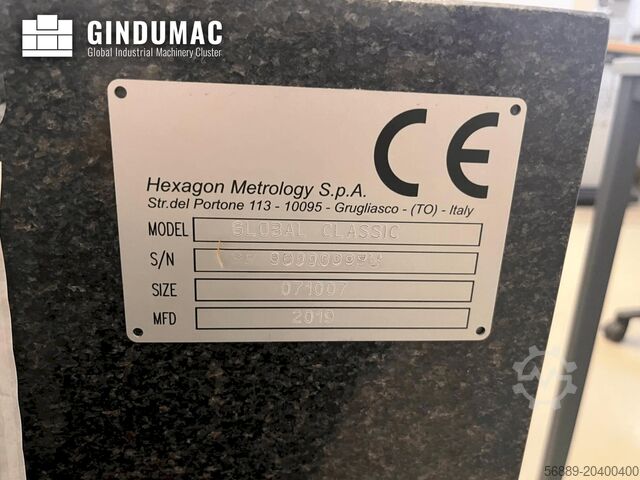 GINDUMAC
Global Industrial Machinery Cluster
CE
Hexagon Metrology S.p.A.
Str.del Portone 113 - 10095 - Grugliasco - (TO) - Italy
MODEL GLOBAL CLASSIC
S/N
SIZE 071007
MFD 2019
56889-20400400